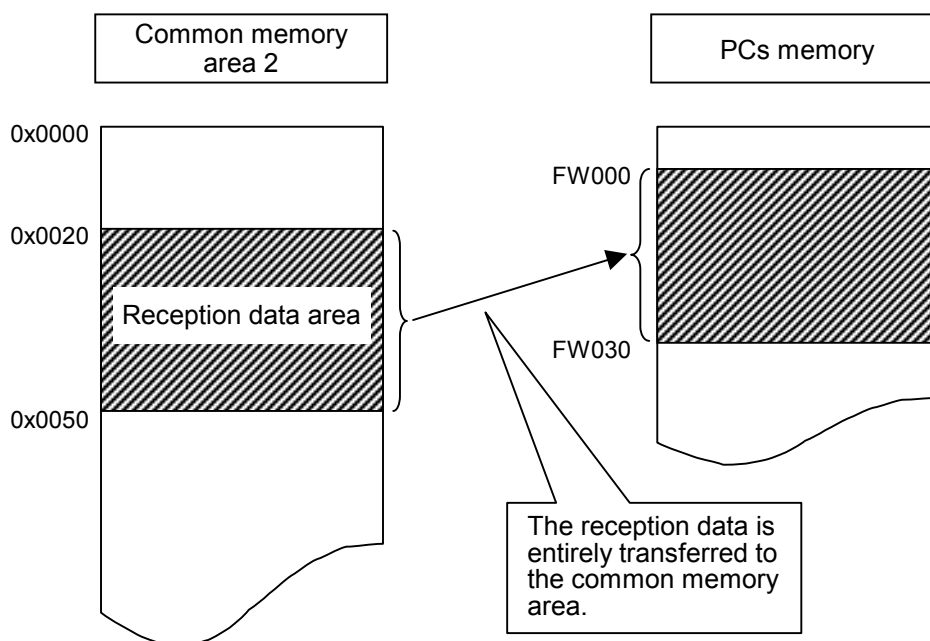 Common memory
area 2
PCs memory
0x0000
FW000
0x0020
Reception data area
FW030
0x0050
The reception data is
entirely transferred to
the common memory
area.